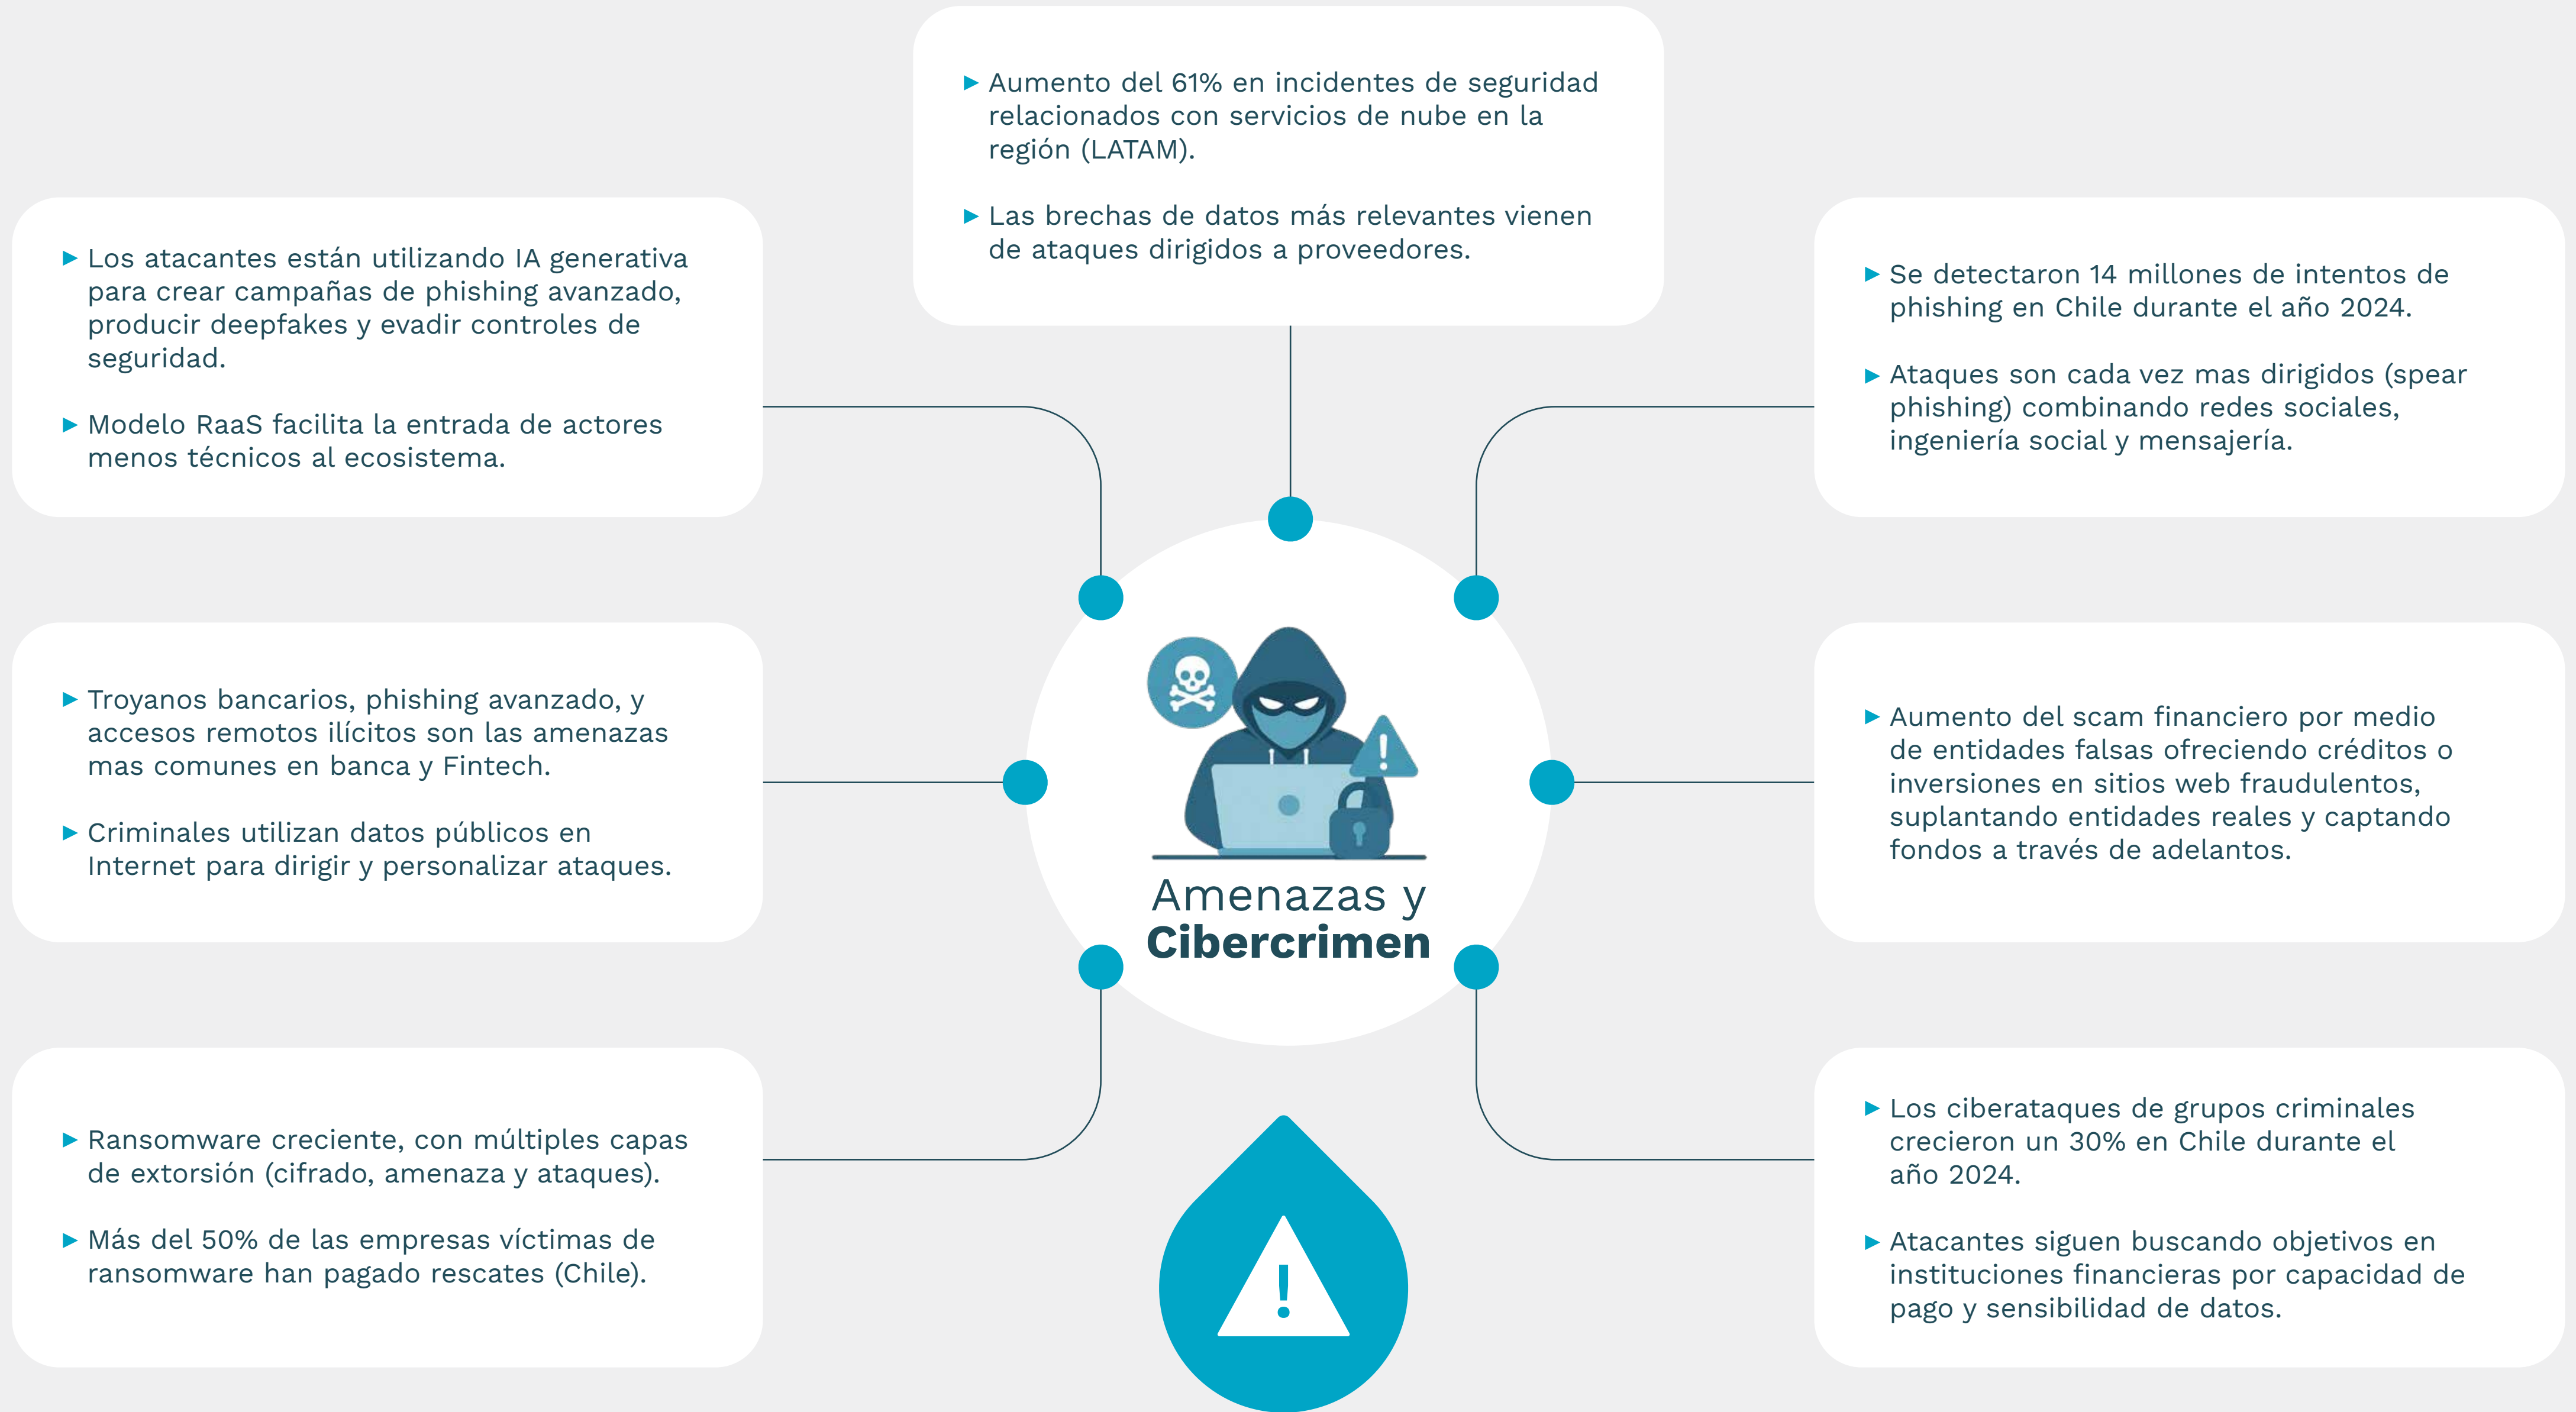 Aumento del 61% en incidentes de seguridad
relacionados con servicios de nube en la
región (LATAM).
Las brechas de datos más relevantes vienen
de ataques dirigidos a proveedores.
Los atacantes están utilizando IA generativa
para crear campañas de phishing avanzado,
producir deepfakes y evadir controles de
seguridad.
Modelo RaaS facilita la entrada de actores
menos técnicos al ecosistema.
Se detectaron 14 millones de intentos de
phishing en Chile durante el año 2024.
Ataques son cada vez mas dirigidos (spear
phishing) combinando redes sociales,
ingeniería social y mensajería.
Troyanos bancarios, phishing avanzado, y
accesos remotos ilícitos son las amenazas
mas comunes en banca y Fintech.
Criminales utilizan datos públicos en
Internet para dirigir y personalizar ataques.
Amenazas y
Cibercrimen
Aumento del scam financiero por medio
de entidades falsas ofreciendo créditos o
inversiones en sitios web fraudulentos,
suplantando entidades reales y captando
fondos a través de adelantos.
Ransomware creciente, con múltiples capas
de extorsión (cifrado, amenaza y ataques).
Más del 50% de las empresas víctimas de
ransomware han pagado rescates (Chile).
Los ciberataques de grupos criminales
crecieron un 30% en Chile durante el
año 2024.
Atacantes siguen buscando objetivos en
instituciones financieras por capacidad de
pago y sensibilidad de datos.